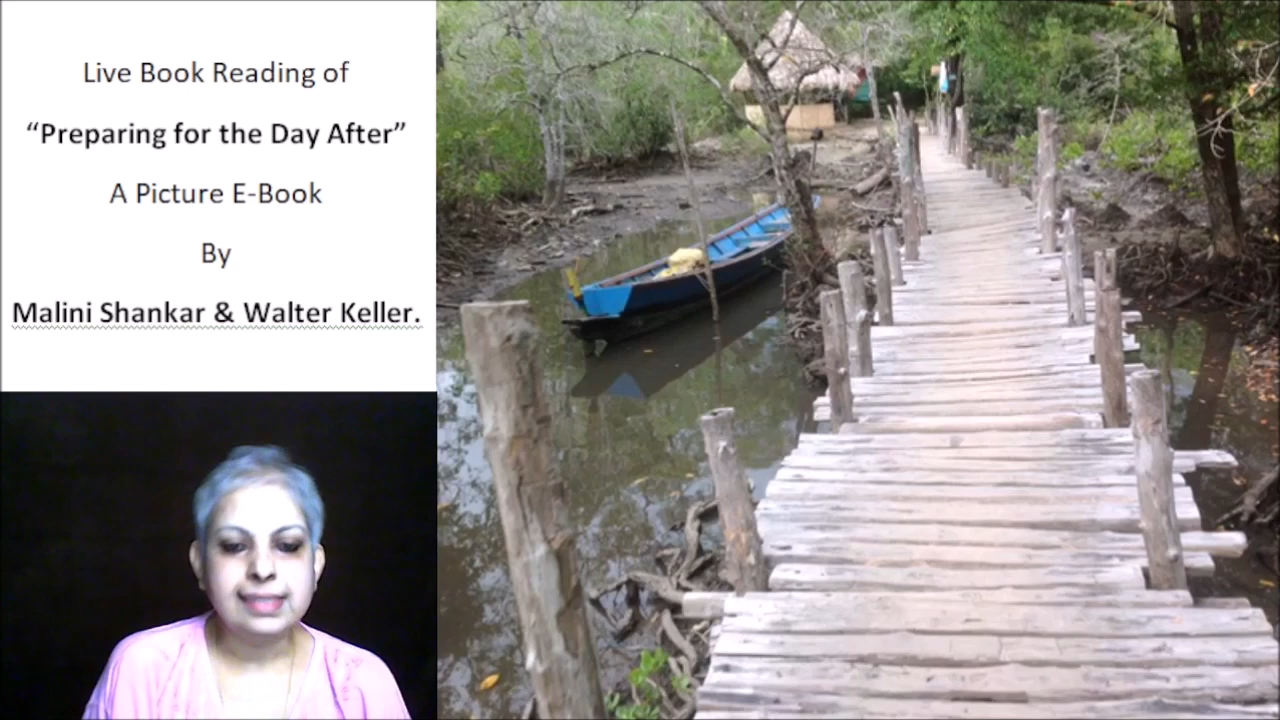 Live Book Reading of
“Preparing for the Day After”
A Picture E-Book
By
Malini Shankar & Walter Keller.